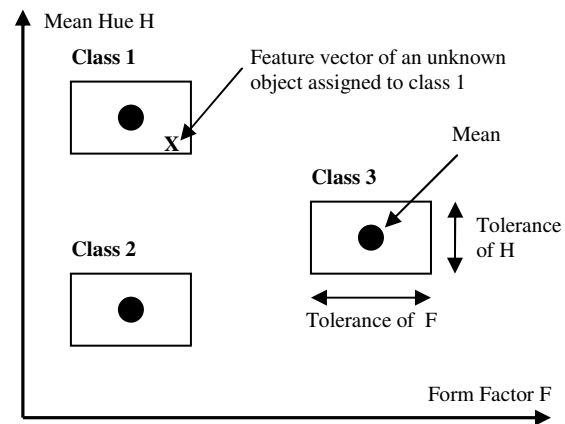 Mean Hue H
Class 1
Feature vector of an unknown
object assigned to class 1
X
Mean
Class 3
Tolerance
of H
Class 2
Tolerance of F
Form Factor F